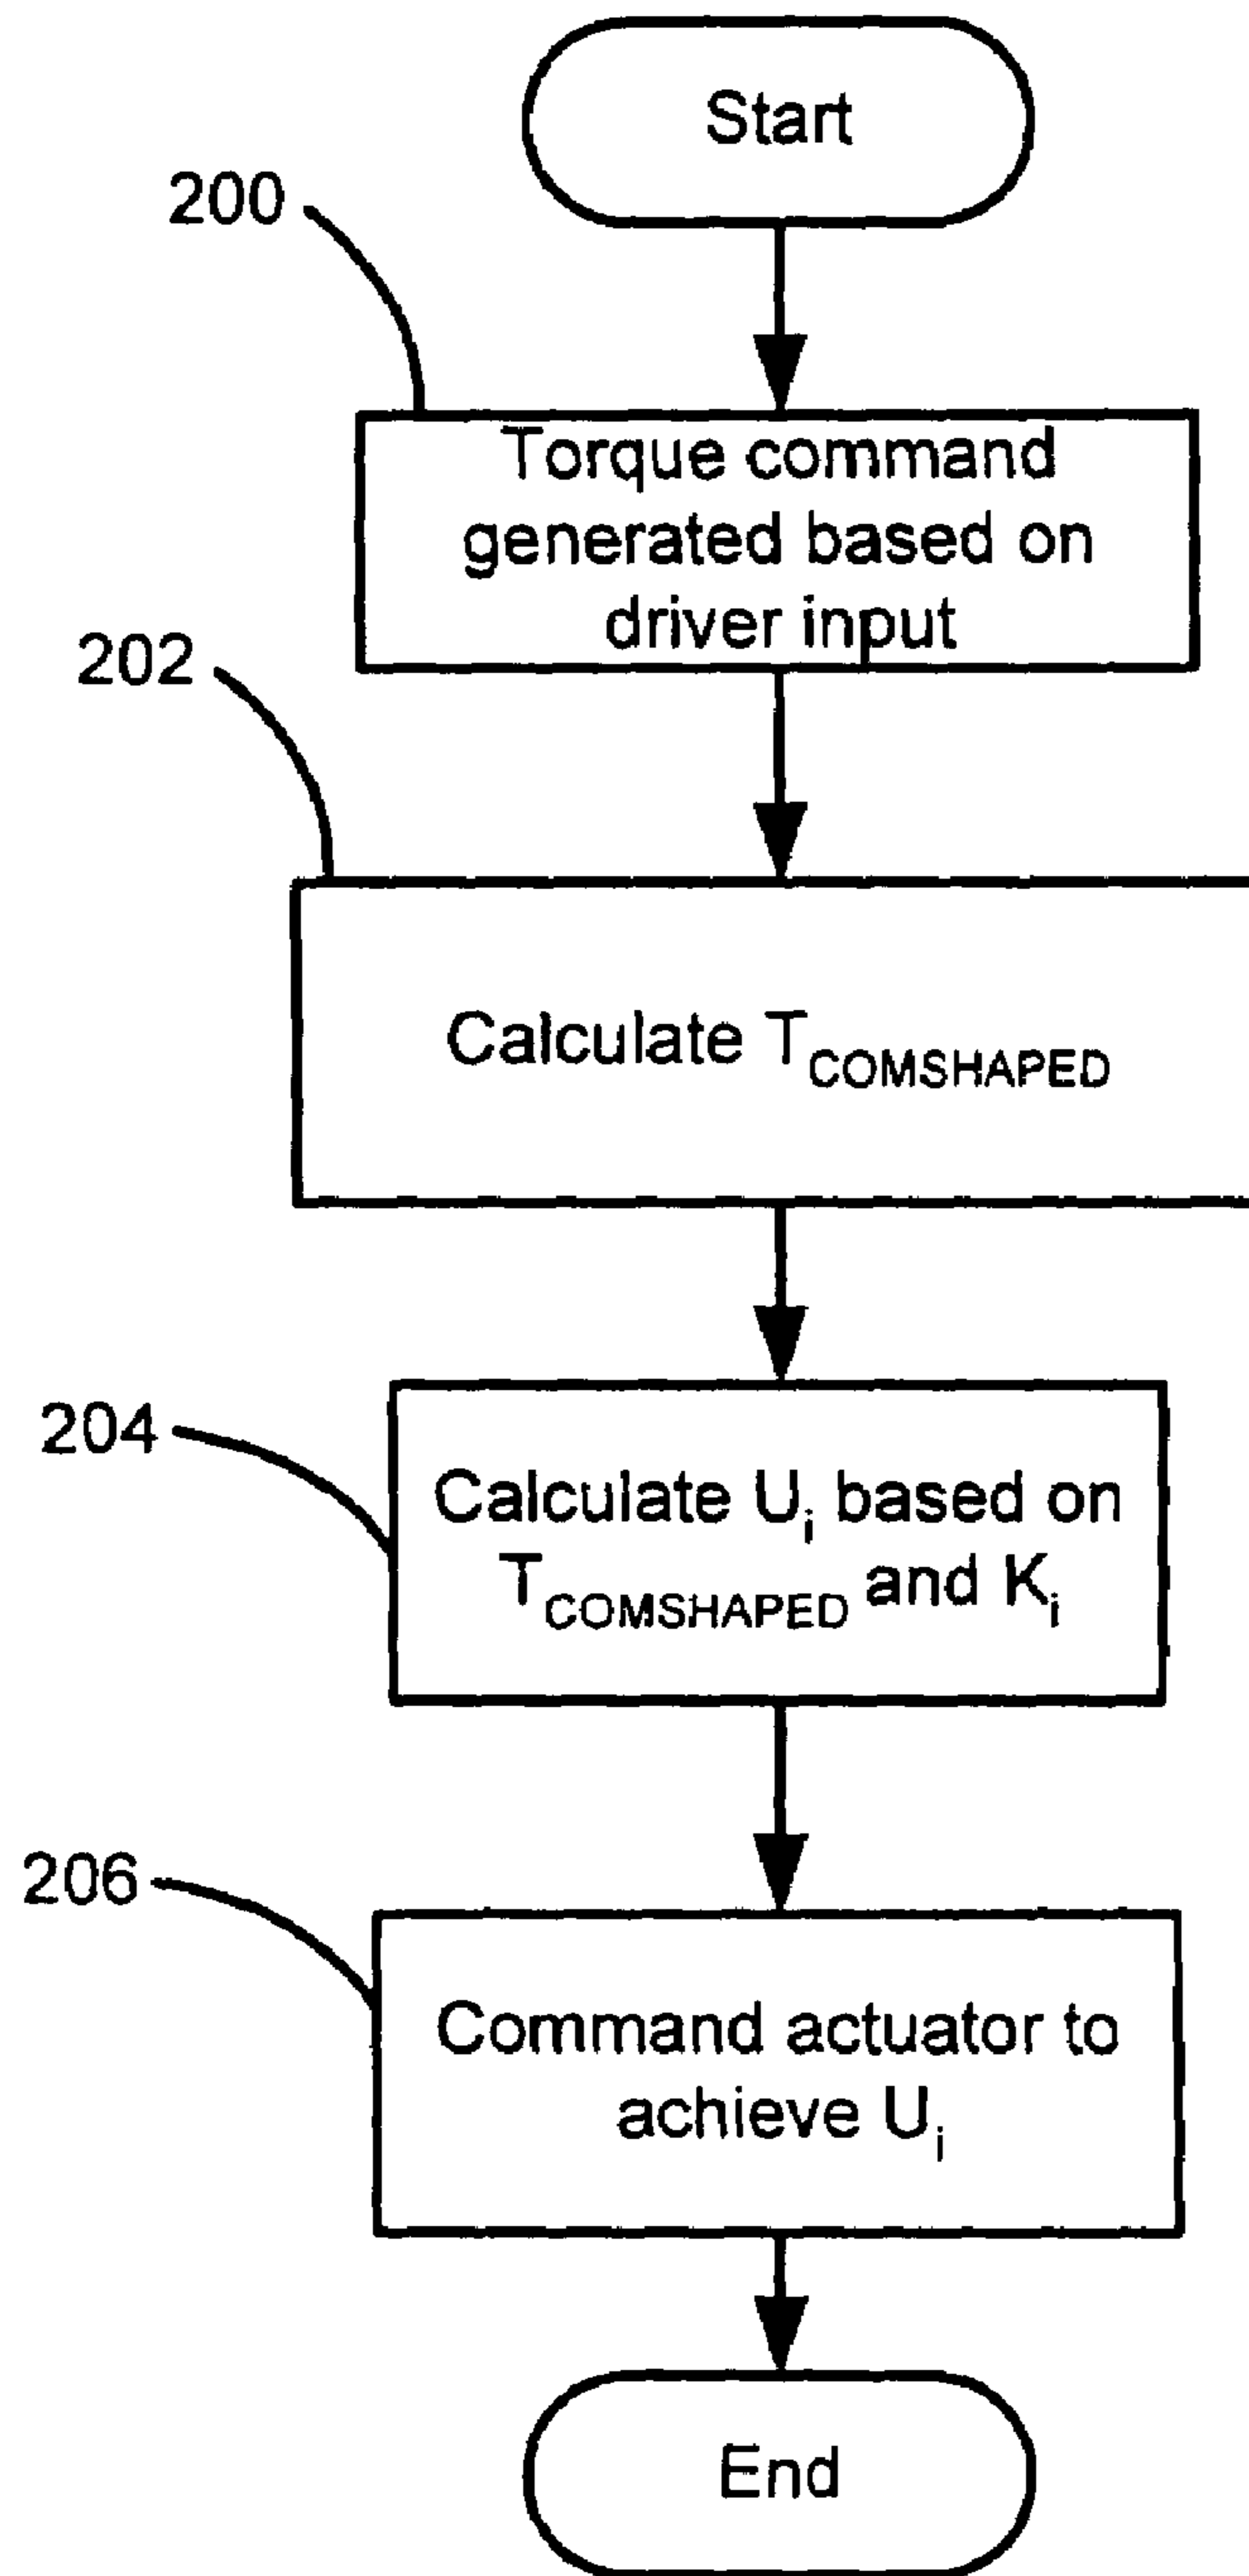 Start
200
Torque command
generated based on
driver input
202
Calculate T_COMSHAPED
204
Calculate U_i based on
T_COMSHAPED and K_i
206
Command actuator to
achieve U_i
End